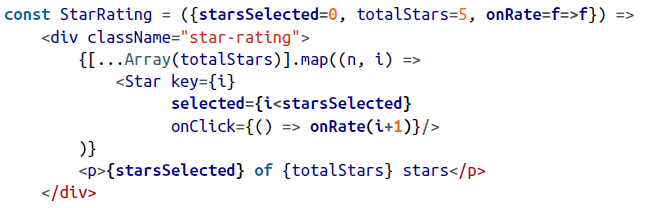 const StarRating = ({starsSelected=0, totalStars=5, onRate=f=>f}) =>
    <div className="star-rating">
        {[...Array(totalStars)].map((n, i) =>
            <Star key={i}
                  selected={i<starsSelected}
                  onClick={() => onRate(i+1)}/>
        )}
        <p>{starsSelected} of {totalStars} stars</p>
    </div>